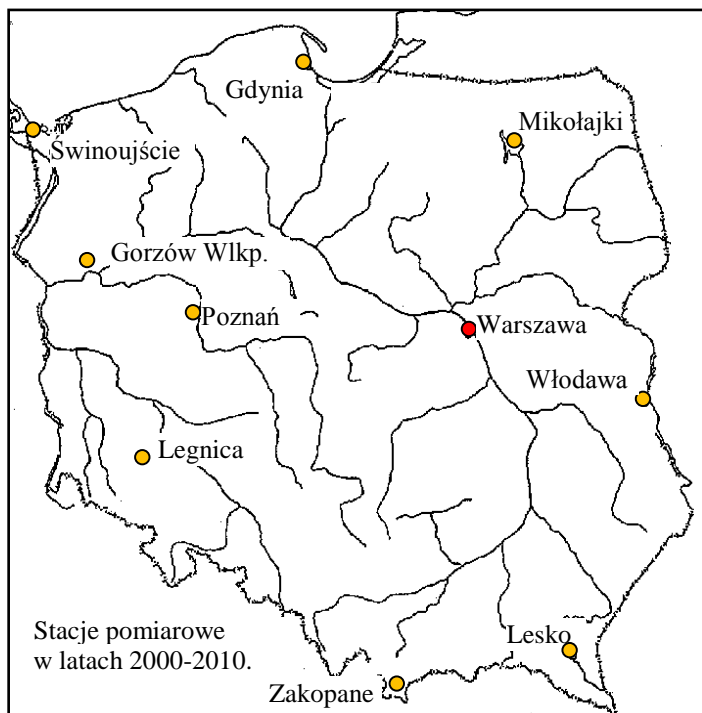 Gdynia
Mikołajki
Świnoujście
Gorzów Wlkp.
Poznań
Warszawa
Włodawa
Legnica
Stacje pomiarowe
w latach 2000-2010.
Lesko
Zakopane